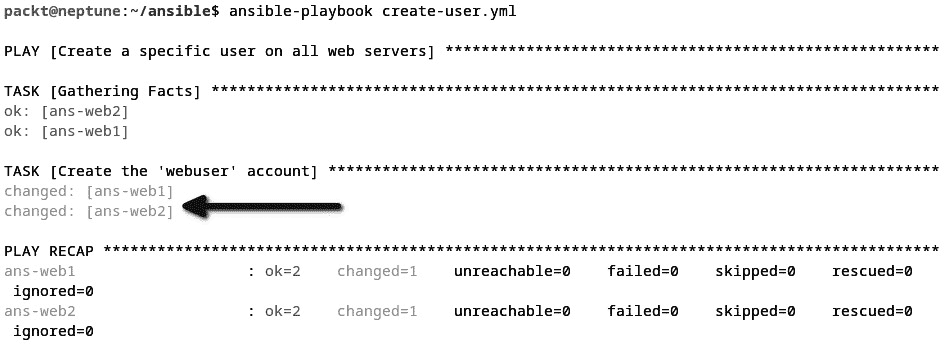 packt@neptune:~/ansible$ ansible-playbook create-user.yml
PLAY [Create a specific user on all web servers] *******************************************************
TASK [Gathering Facts] *********************************************************************************
ok: [ans-web2]
ok: [ans-web1]
TASK [Create the 'webuser' account] ********************************************************************
changed: [ans-web1]
changed: [ans-web2]
PLAY RECAP *********************************************************************************************
ans-web1                   : ok=2    changed=1    unreachable=0    failed=0    skipped=0    rescued=0
 ignored=0
ans-web2                   : ok=2    changed=1    unreachable=0    failed=0    skipped=0    rescued=0
 ignored=0